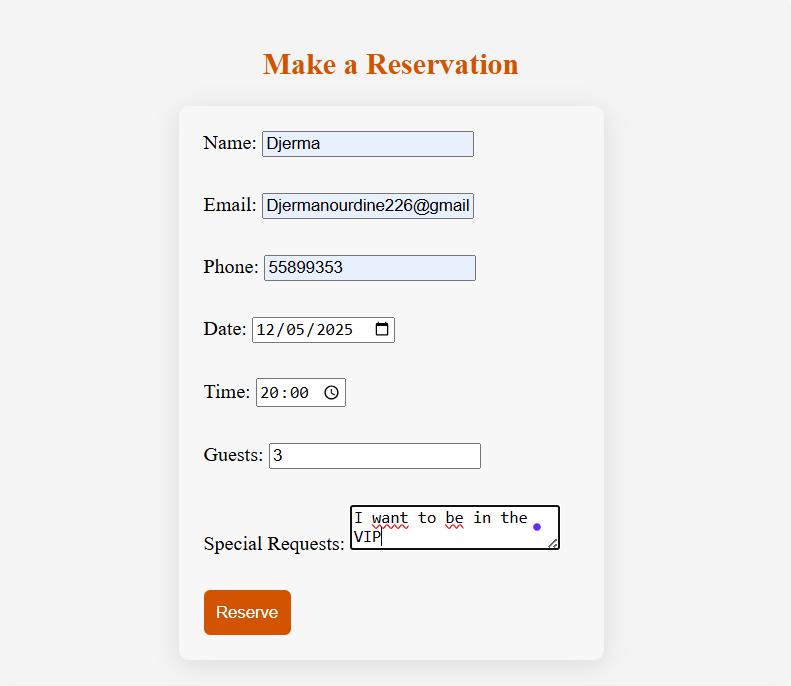 Make a Reservation
Name: Djerma
Email: Djermanourdine226@gmail
Phone: 55899353
Date: 12/05/2025
Time: 20:00
Guests: 3
Special Requests: I want to be in the
VIP
Reserve